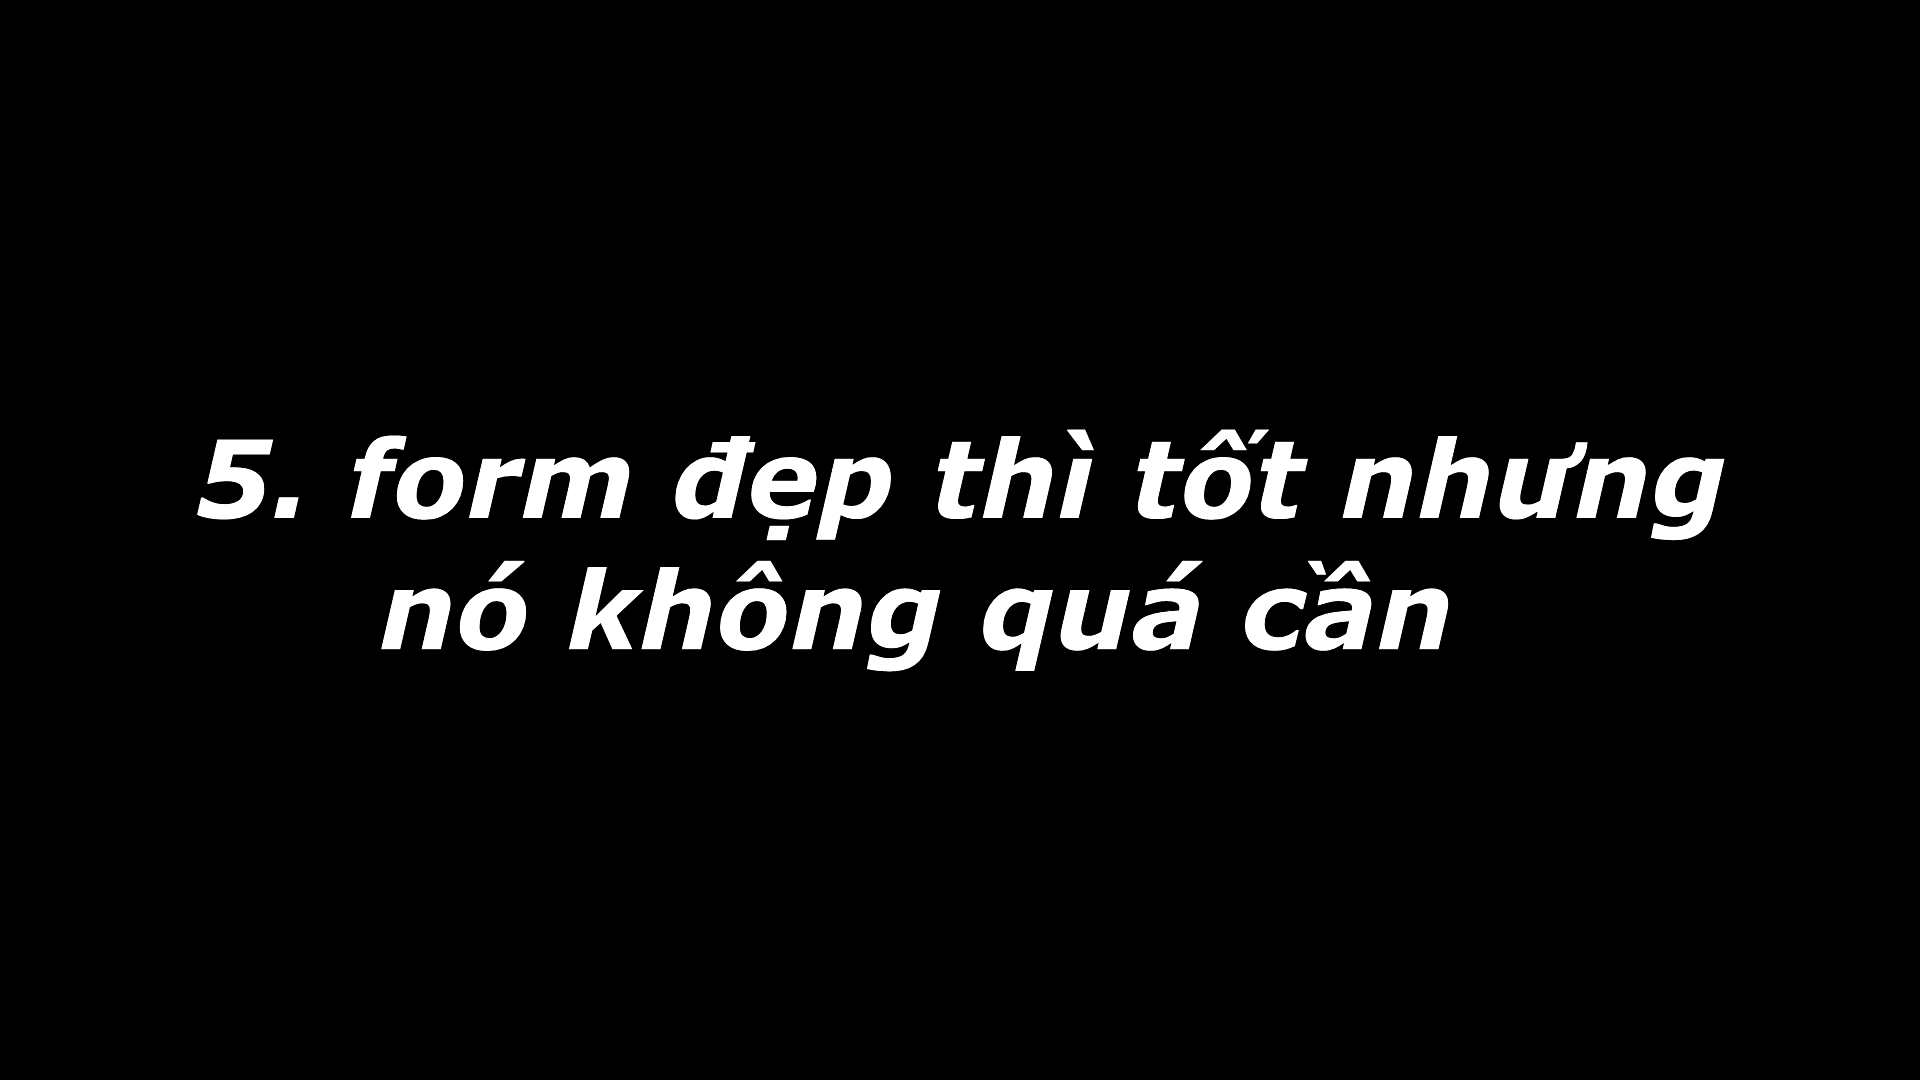 5. form đẹp thì tốt nhưng
nó không quá cần